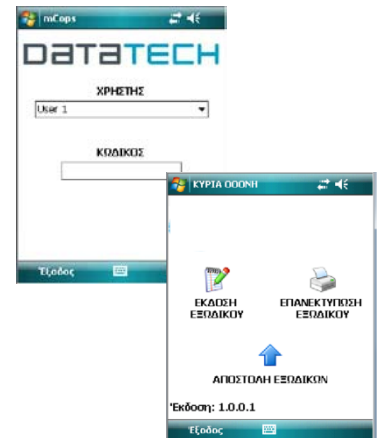 mCops
DATATECH
ΧΡΗΣΤΗΣ
User 1
ΚΩΔΙΚΟΣ
Έξοδος
ΚΥΡΙΑ ΟΘΟΝΗ
ΕΚΔΟΣΗ
ΕΞΩΔΙΚΟΥ
ΕΠΑΝΕΚΤΥΠΩΣΗ
ΕΞΩΔΙΚΟΥ
ΑΠΟΣΤΟΛΗ ΕΞΩΔΙΚΩΝ
Έκδοση: 1.0.0.1
Έξοδος